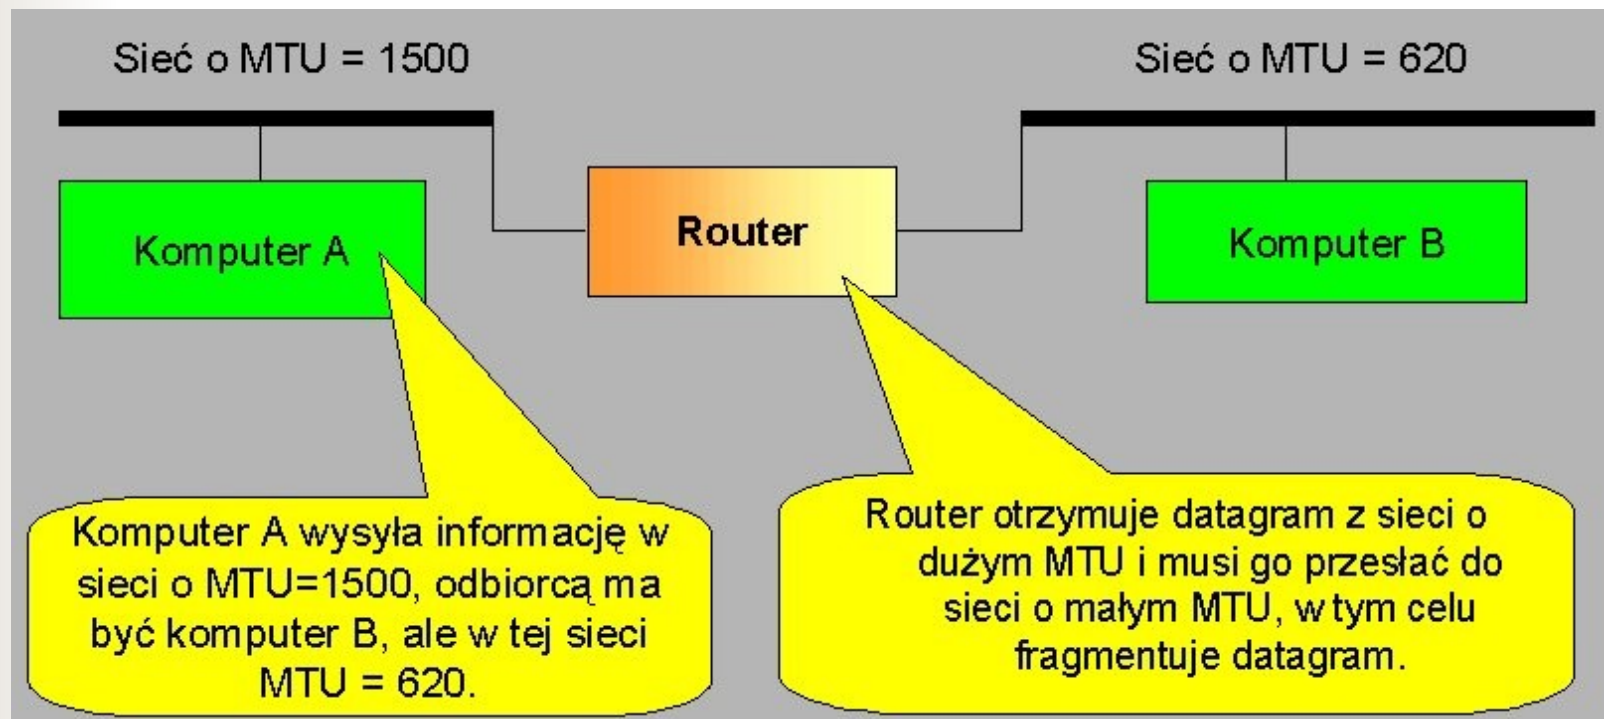 Sieć o MTU = 1500
Sieć o MTU = 620
Komputer A
Router
Komputer B
Komputer A wysyła informację w
sieci o MTU=1500, odbiorcą ma
być komputer B, ale w tej sieci
MTU = 620.
Router otrzymuje datagram z sieci o
dużym MTU i musi go przesłać do
sieci o małym MTU, w tym celu
fragmentuje datagram.